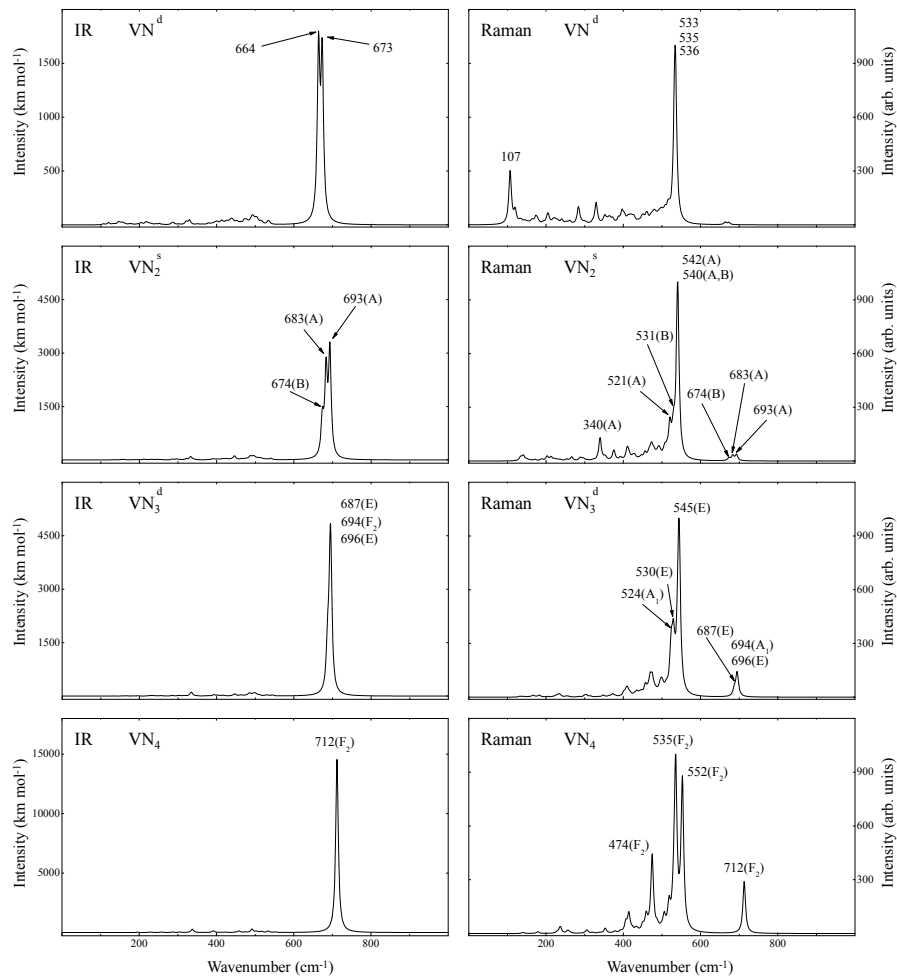 IR VN^d
664
673
Intensity (km mol⁻¹)
1500
1000
500
Raman VN^d
533
535
536
107
Intensity (arb. units)
900
600
300
IR VN₂^s
693(A)
683(A)
674(B)
Intensity (km mol⁻¹)
4500
3000
1500
Raman VN₂^s
542(A)
540(A,B)
531(B)
521(A)
340(A)
683(A)
674(B)
693(A)
Intensity (arb. units)
900
600
300
IR VN₃^d
687(E)
694(F₂)
696(E)
Intensity (km mol⁻¹)
4500
3000
1500
Raman VN₃^d
545(E)
530(E)
524(A₁)
687(E)
694(A₁)
696(E)
Intensity (arb. units)
900
600
300
IR VN₄
712(F₂)
Intensity (km mol⁻¹)
15000
10000
5000
200 400 600 800
Wavenumber (cm⁻¹)
Raman VN₄
535(F₂)
552(F₂)
474(F₂)
712(F₂)
Intensity (arb. units)
900
600
300
200 400 600 800
Wavenumber (cm⁻¹)